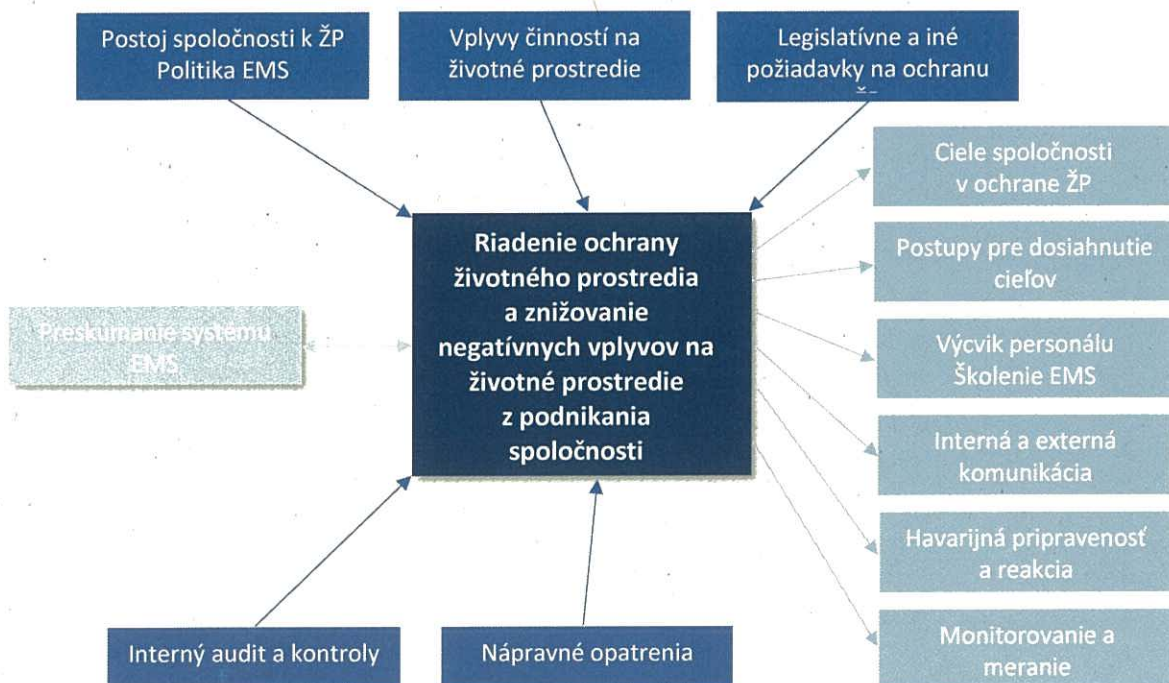 Postoj spoločnosti k ŽP
Politika EMS
Vplyvy činností na
životné prostredie
Legislatívne a iné
požiadavky na ochranu
Ciele spoločnosti
v ochrane ŽP
Postupy pre dosiahnutie
cieľov
Výcvik personálu
Školenie EMS
Interná a externá
komunikácia
Havarijná pripravenosť
a reakcia
Monitorovanie a
meranie
Riadenie ochrany
životného prostredia
a znižovanie
negatívnych vplyvov na
životné prostredie
z podnikania
spoločnosti
Preskumanie systému
EMS
Interný audit a kontroly
Nápravné opatrenia